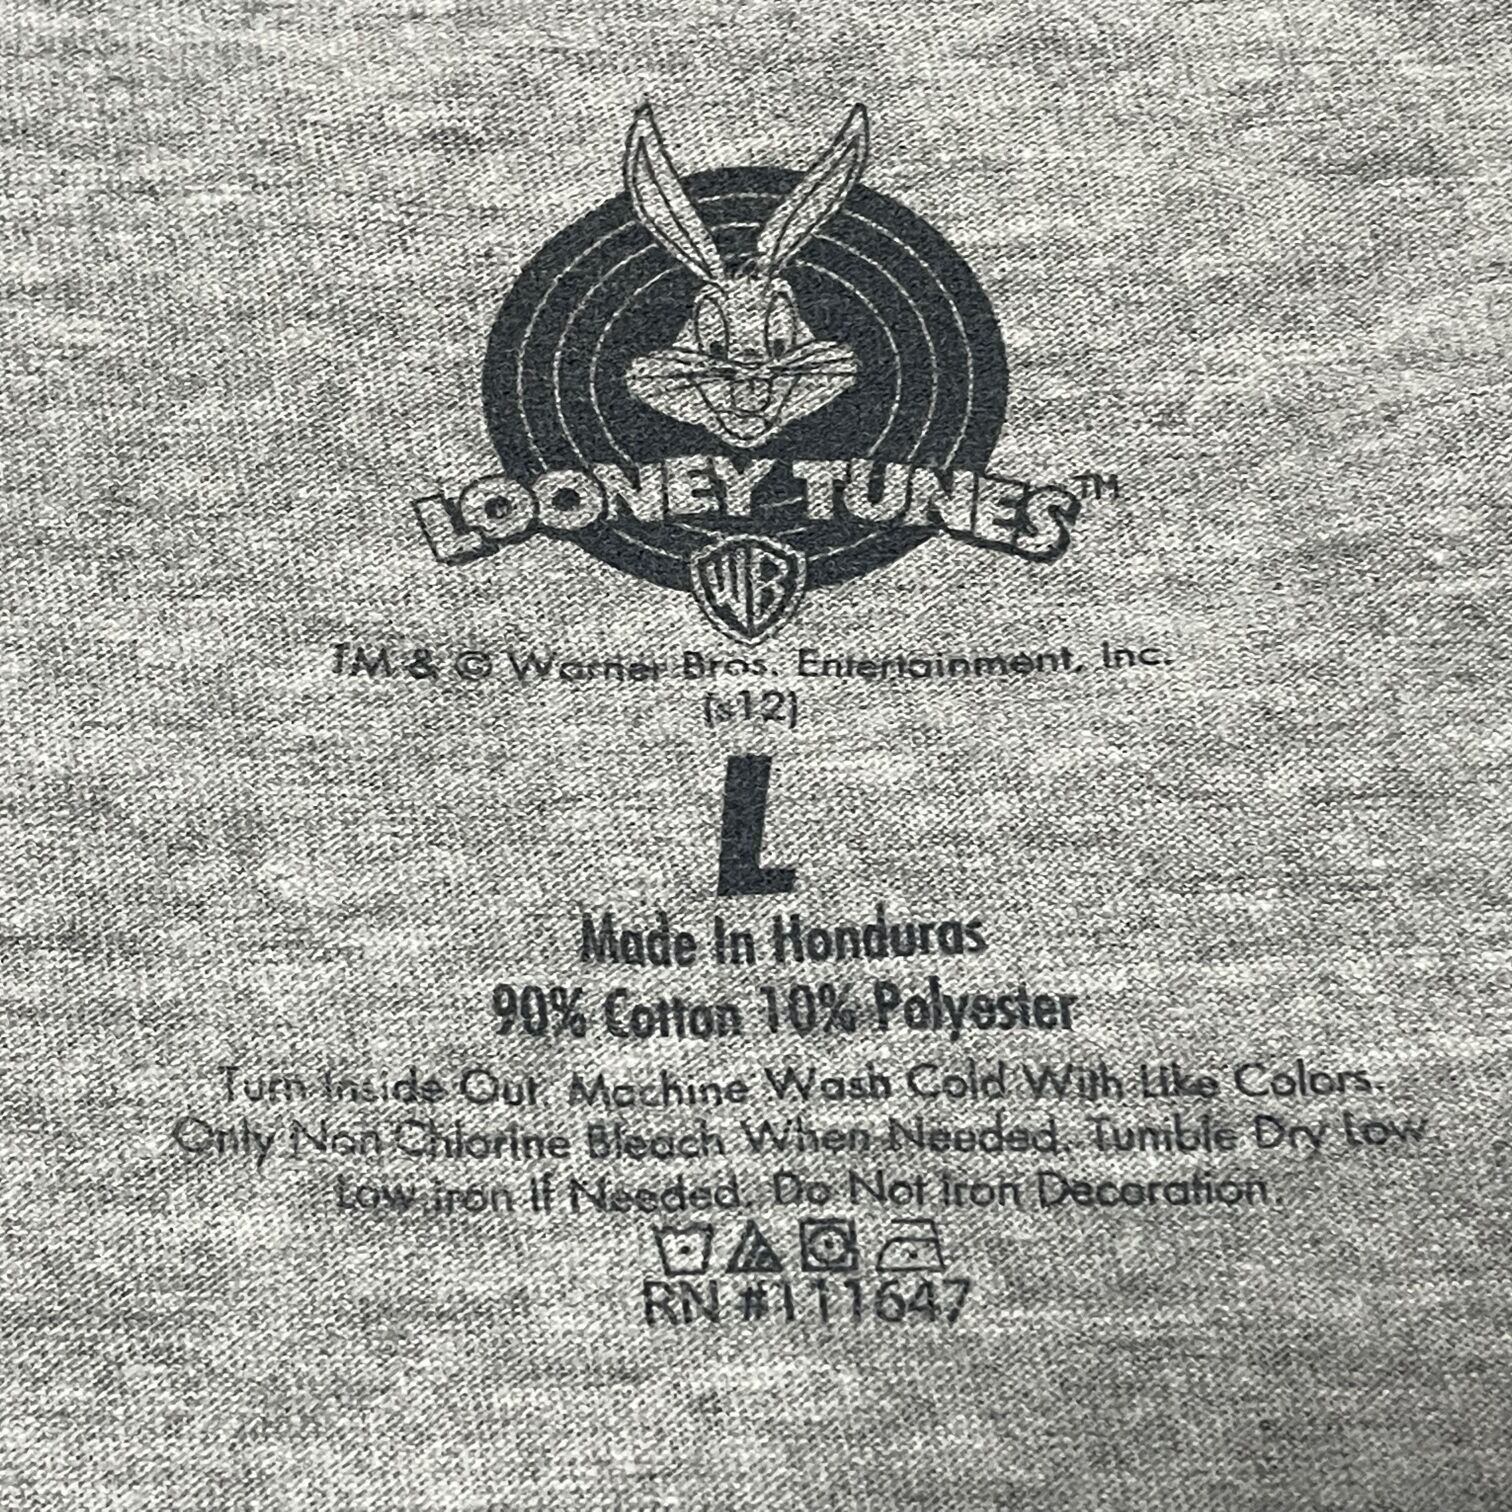 LOONEY TUNES™
WB
TM & © Warner Bros. Entertainment, Inc.
(s12)
L
Made In Honduras
90% Cotton 10% Polyester
Turn Inside Out. Machine Wash Cold With Like Colors.
Only Non Chlorine Bleach When Needed. Tumble Dry Low
Low iron If Needed. Do Not Iron Decoration.
RN #111647